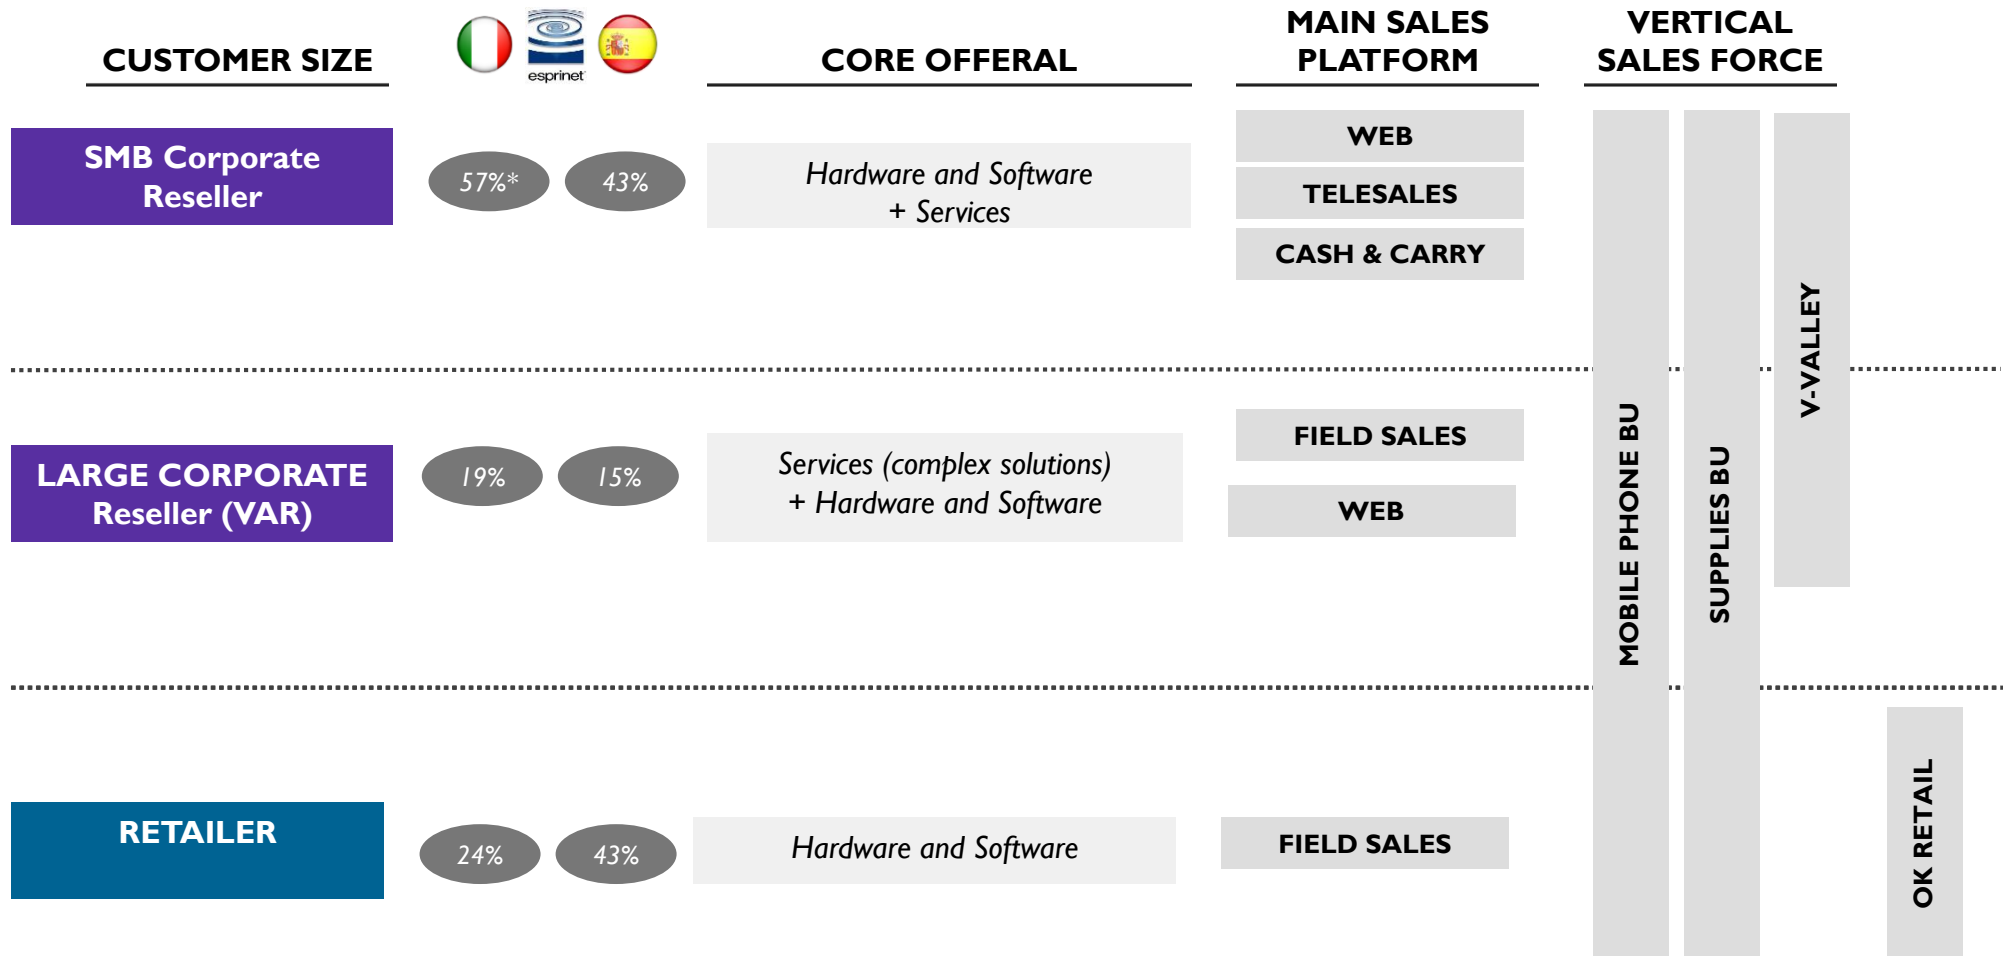 CUSTOMER SIZE
esprinet
CORE OFFERAL
MAIN SALES
PLATFORM
VERTICAL
SALES FORCE
SMB Corporate
Reseller
57%*
43%
Hardware and Software
+ Services
WEB
TELESALES
CASH & CARRY
LARGE CORPORATE
Reseller (VAR)
19%
15%
Services (complex solutions)
+ Hardware and Software
FIELD SALES
WEB
RETAILER
24%
43%
Hardware and Software
FIELD SALES
MOBILE PHONE BU
SUPPLIES BU
V-VALLEY
OK RETAIL